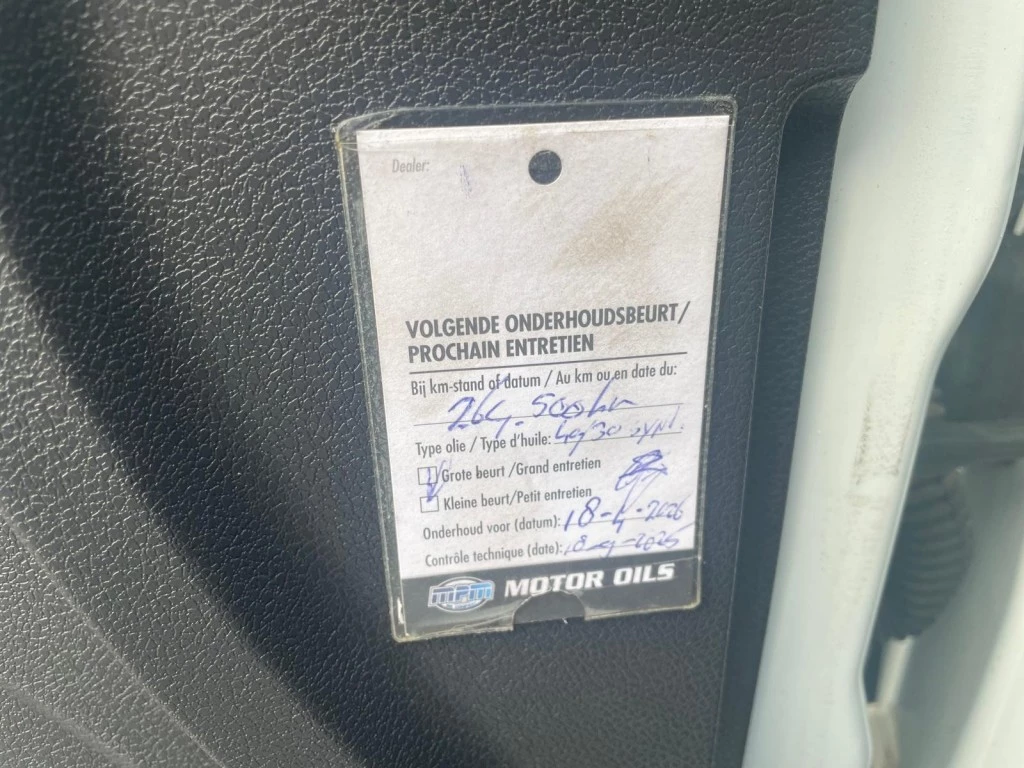 Dealer:
VOLGENDE ONDERHOUDSBEURT/
PROCHAIN ENTRETIEN
Bij km-stand of datum / Au km ou en date du:
264.500km
Type olie / Type d'huile:
Grote beurt /Grand entretien
Kleine beurt/Petit entretien
Onderhoud voor (datum): 18-4-2026
Contrôle technique (date):
mpm MOTOR OILS